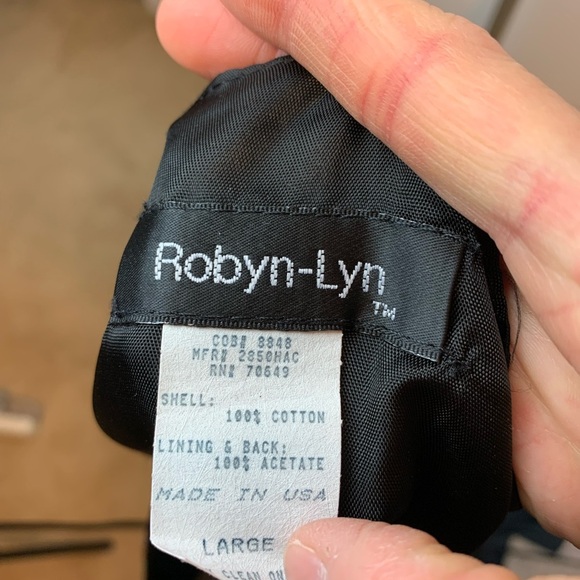 Robyn-Lyn
TM
COB# 8848
MFR# 2850HAC
RN# 70649
SHELL:
100% COTTON
LINING & BACK:
100% ACETATE
MADE IN USA
LARGE
CLEAN